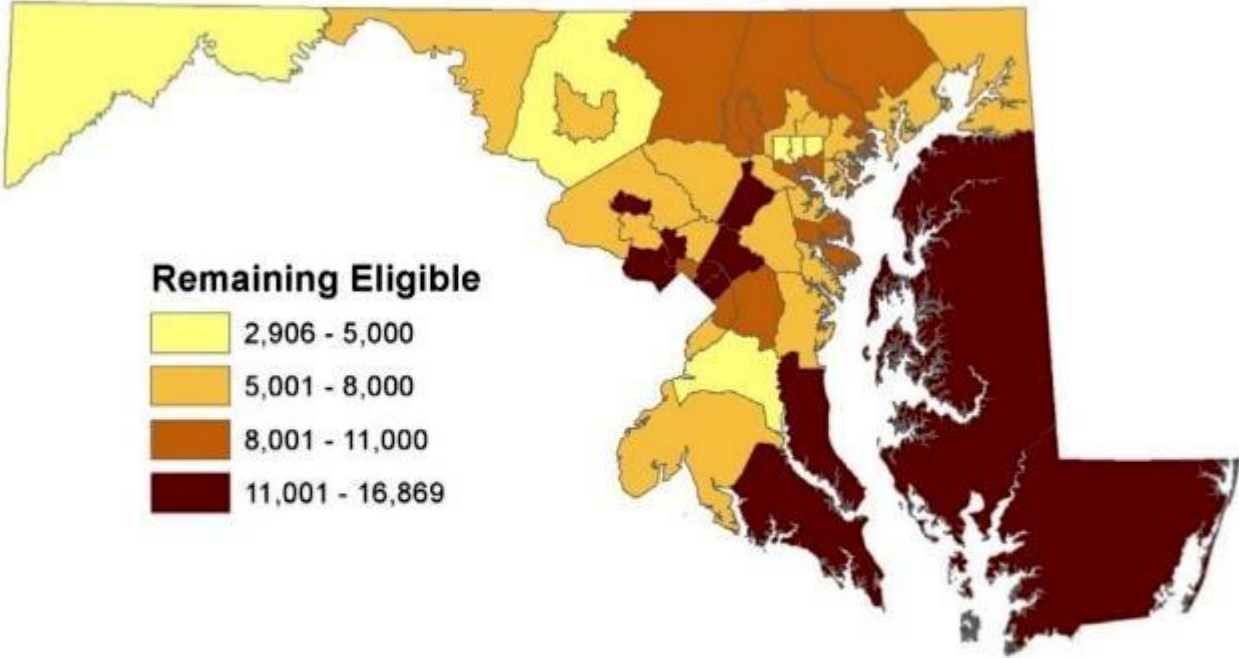 Remaining Eligible
2,906 - 5,000
5,001 - 8,000
8,001 - 11,000
11,001 - 16,869